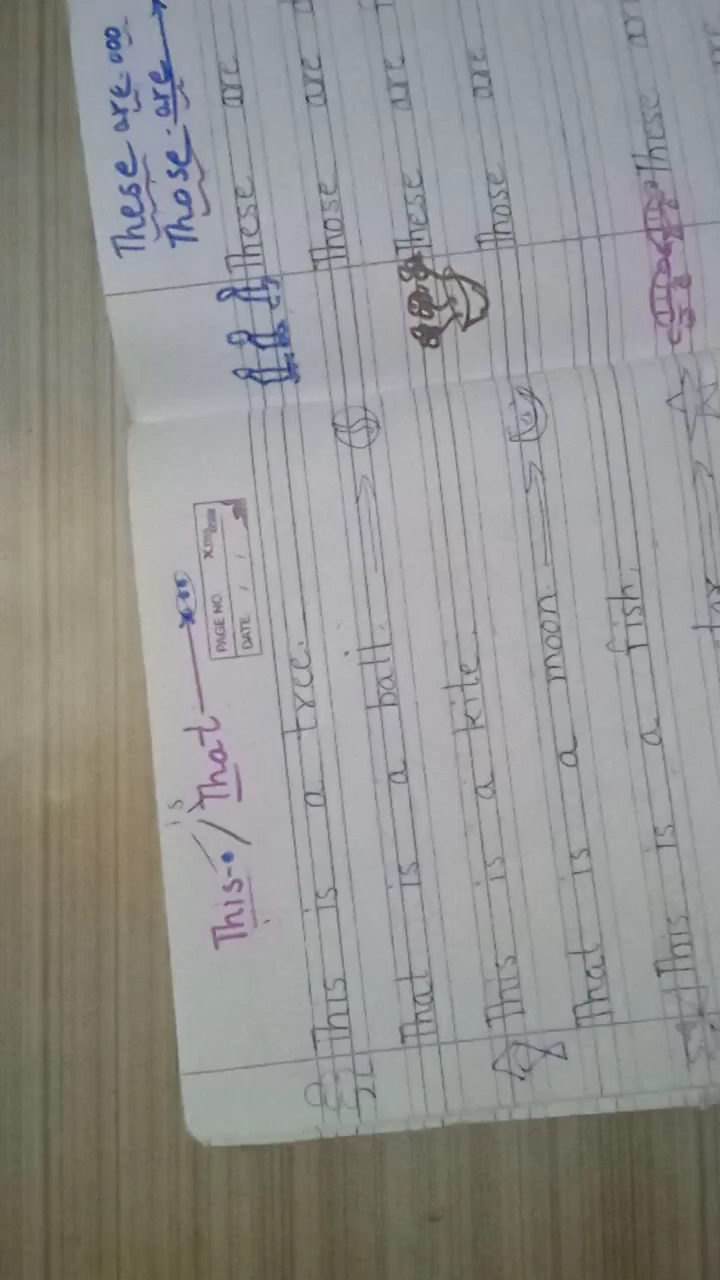 This is / That
PAGE NO.
DATE / /
This is a tree.
That is a ball.
This is a kite.
That is a moon.
This is a fish.
These are
Those are
These are
Those are
These are
Those are
These